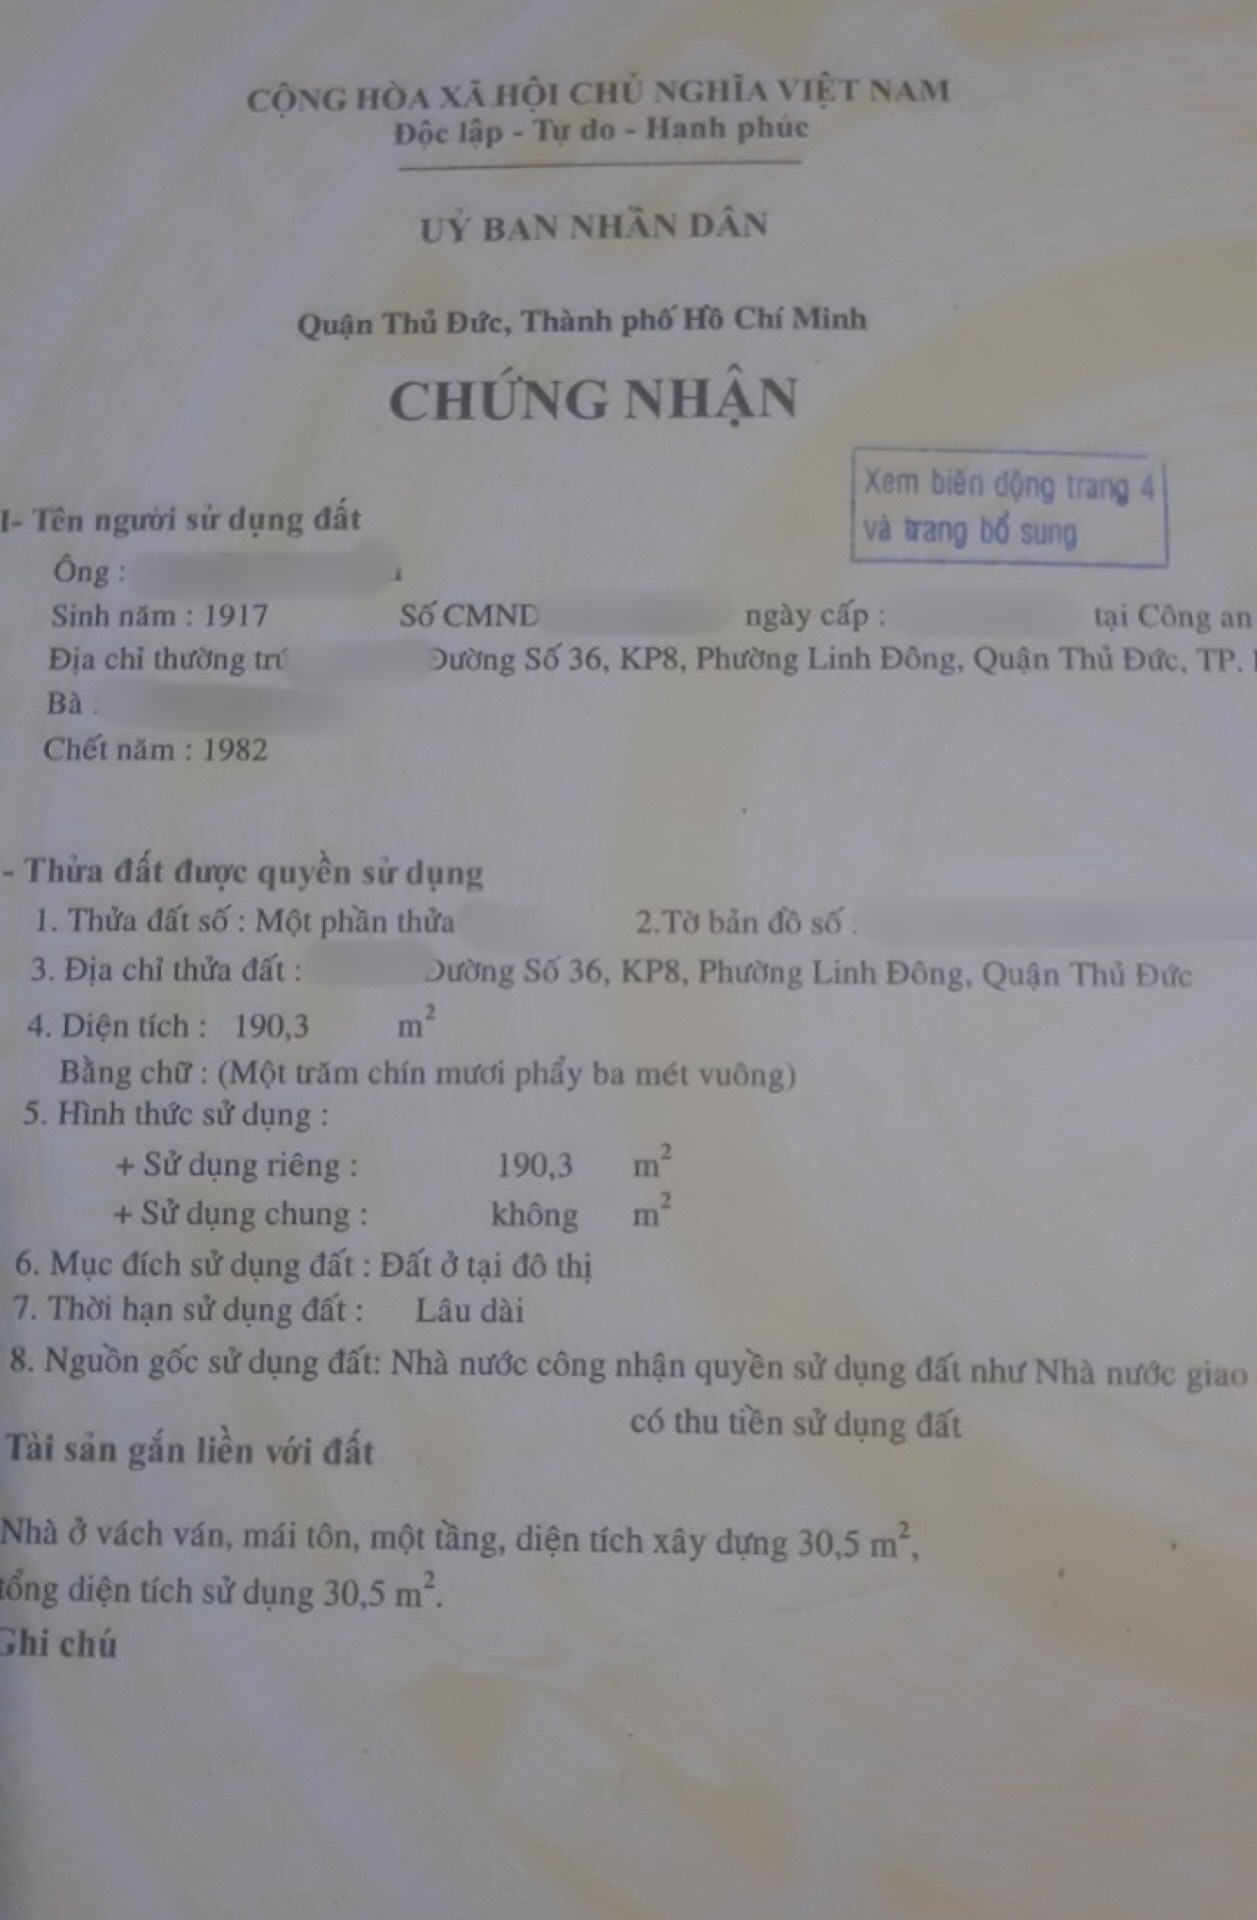 CỘNG HÒA XÃ HỘI CHỦ NGHĨA VIỆT NAM
Độc lập - Tự do - Hạnh phúc
UỶ BAN NHÂN DÂN
Quận Thủ Đức, Thành phố Hồ Chí Minh
CHỨNG NHẬN
Xem biến động trang 4
và trang bổ sung
I- Tên người sử dụng đất
Ông :
Sinh năm : 1917 Số CMND ngày cấp : tại Công an
Địa chỉ thường trú Đường Số 36, KP8, Phường Linh Đông, Quận Thủ Đức, TP.
Bà :
Chết năm : 1982
- Thửa đất được quyền sử dụng
1. Thửa đất số : Một phần thửa 2.Tờ bản đồ số :
3. Địa chỉ thửa đất : Đường Số 36, KP8, Phường Linh Đông, Quận Thủ Đức
4. Diện tích : 190,3 m²
Bằng chữ : (Một trăm chín mươi phẩy ba mét vuông)
5. Hình thức sử dụng :
+ Sử dụng riêng : 190,3 m²
+ Sử dụng chung : không m²
6. Mục đích sử dụng đất : Đất ở tại đô thị
7. Thời hạn sử dụng đất : Lâu dài
8. Nguồn gốc sử dụng đất: Nhà nước công nhận quyền sử dụng đất như Nhà nước giao
có thu tiền sử dụng đất
Tài sản gắn liền với đất
Nhà ở vách ván, mái tôn, một tầng, diện tích xây dựng 30,5 m²,
tổng diện tích sử dụng 30,5 m².
Ghi chú